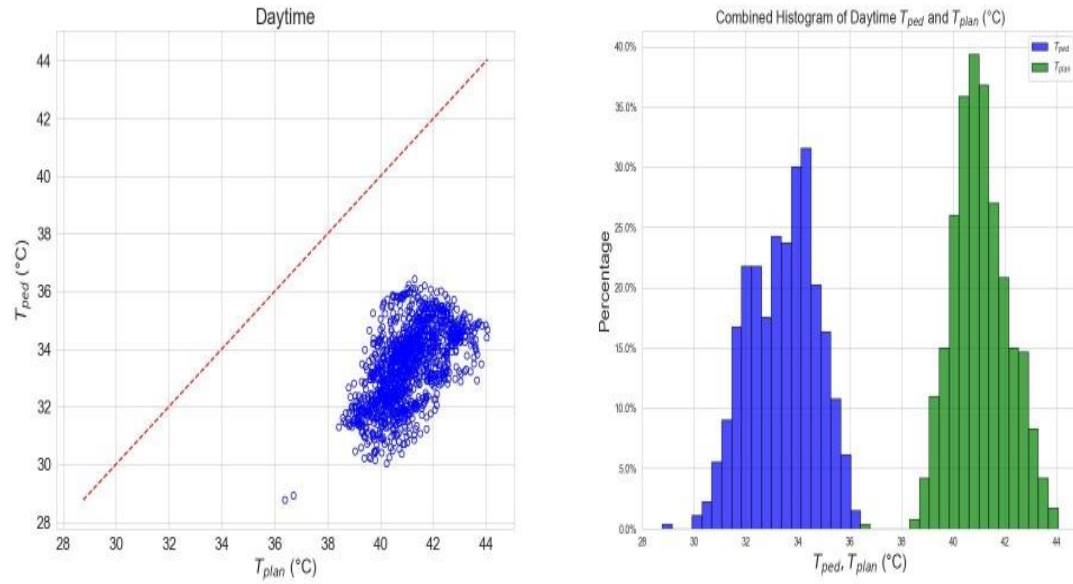 Daytime
44
42
40
38
36
34
32
30
28
T_ped (°C)
28 30 32 34 36 38 40 42 44
T_plan (°C)
Combined Histogram of Daytime T_ped and T_plan (°C)
T_ped
T_plan
40.0%
35.0%
30.0%
25.0%
20.0%
15.0%
10.0%
5.0%
0.0%
Percentage
28 30 32 34 36 38 40 42 44
T_ped, T_plan (°C)